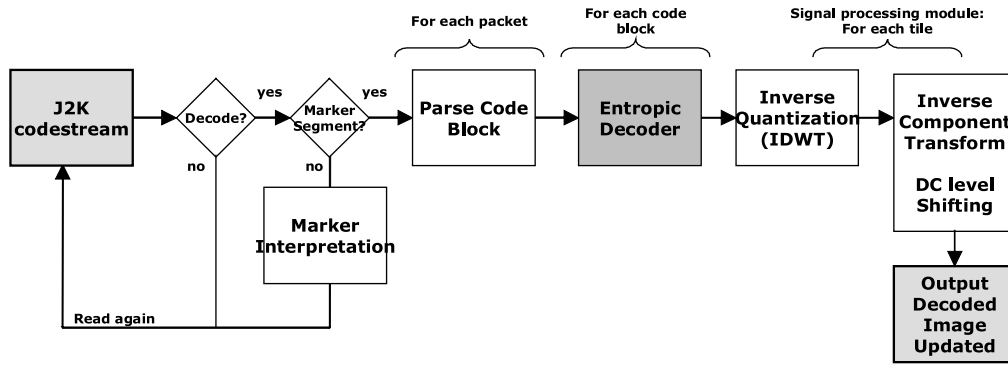 For each packet
For each code
block
Signal processing module:
For each tile
J2K
codestream
Decode?
yes
no
Marker
Segment?
yes
no
Parse Code
Block
Entropic
Decoder
Inverse
Quantization
(IDWT)
Inverse
Component
Transform
DC level
Shifting
Marker
Interpretation
Read again
Output
Decoded
Image
Updated